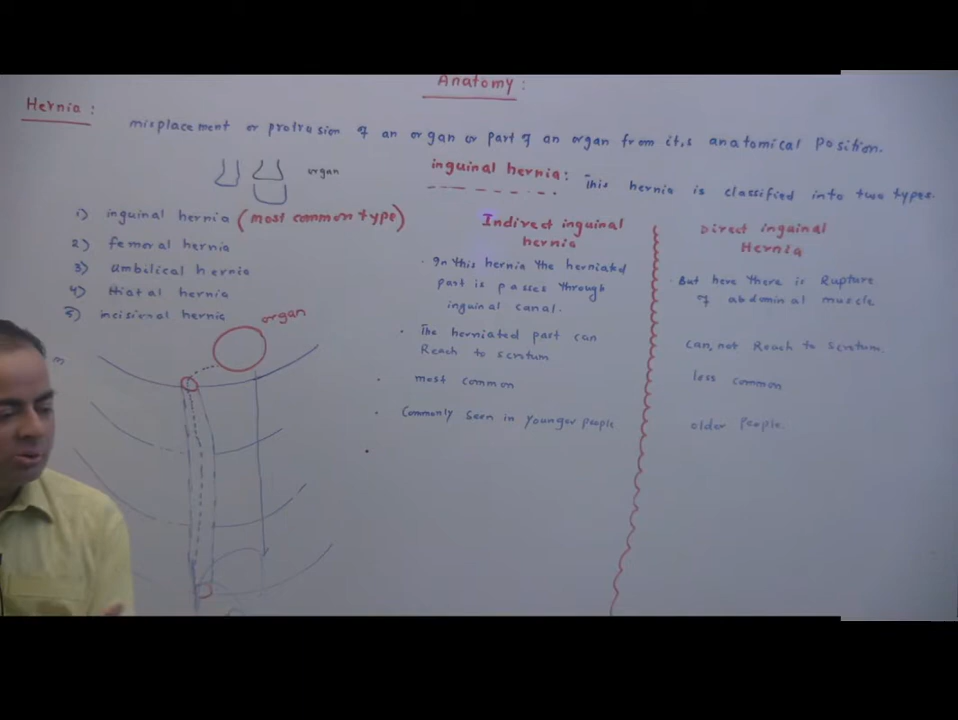 Anatomy :
Hernia :
misplacement or protrusion of an organ or part of an organ from it,s anatomical Position.
organ
inguinal hernia : This hernia is classified into two types.
1) inguinal hernia (most common type)
2) femoral hernia
3) umbilical hernia
4) Hiatal hernia
5) incisional hernia
organ
Indirect inguinal
hernia
. In this hernia the herniated
part is passes through
inguinal canal.
. The herniated part can
Reach to scrotum
. most common
. Commonly seen in younger people
.
Direct inguinal
Hernia
. But here there is Rupture
of abdominal muscle
can, not Reach to scrotum.
less common
older People.